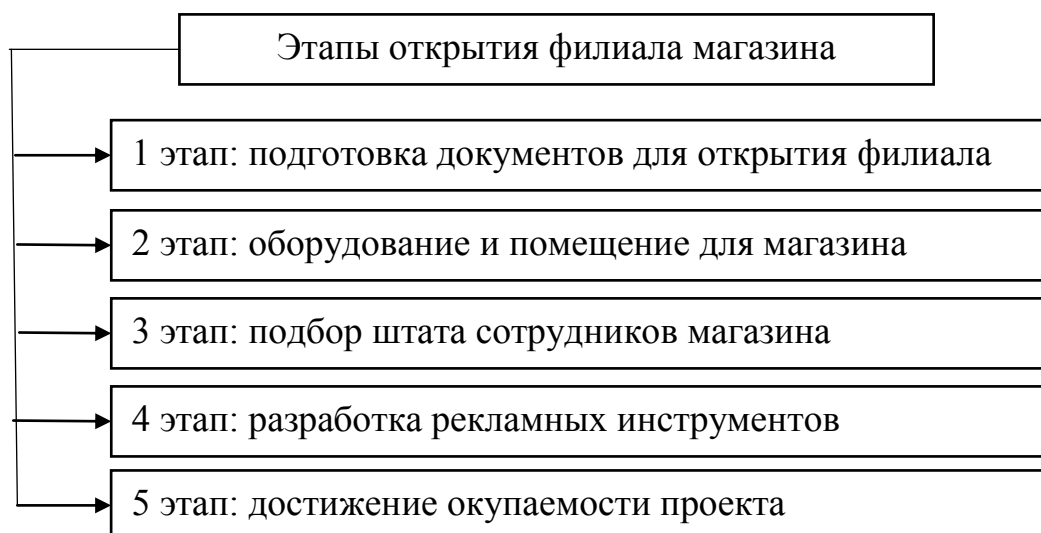 Этапы открытия филиала магазина
1 этап: подготовка документов для открытия филиала
2 этап: оборудование и помещение для магазина
3 этап: подбор штата сотрудников магазина
4 этап: разработка рекламных инструментов
5 этап: достижение окупаемости проекта